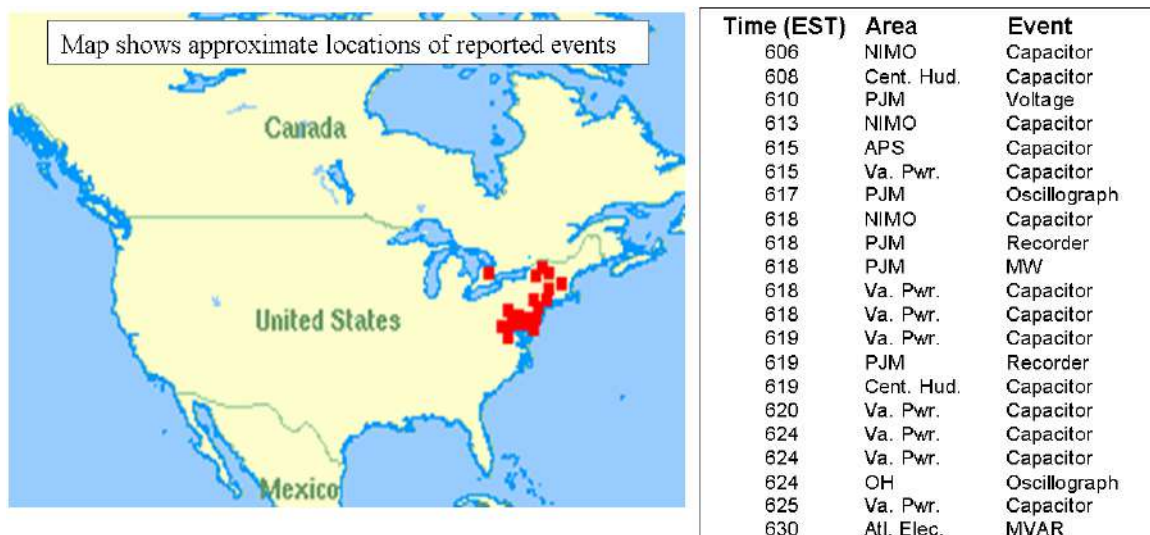 Map shows approximate locations of reported events
Canada
United States
Mexico
Time (EST) Area Event
606 NIMO Capacitor
608 Cent. Hud. Capacitor
610 PJM Voltage
613 NIMO Capacitor
615 APS Capacitor
615 Va. Pwr. Capacitor
617 PJM Oscillograph
618 NIMO Capacitor
618 PJM Recorder
618 PJM MW
618 Va. Pwr. Capacitor
618 Va. Pwr. Capacitor
619 Va. Pwr. Capacitor
619 PJM Recorder
619 Cent. Hud. Capacitor
620 Va. Pwr. Capacitor
624 Va. Pwr. Capacitor
624 Va. Pwr. Capacitor
624 OH Oscillograph
625 Va. Pwr. Capacitor
630 Atl. Elec. MVAR